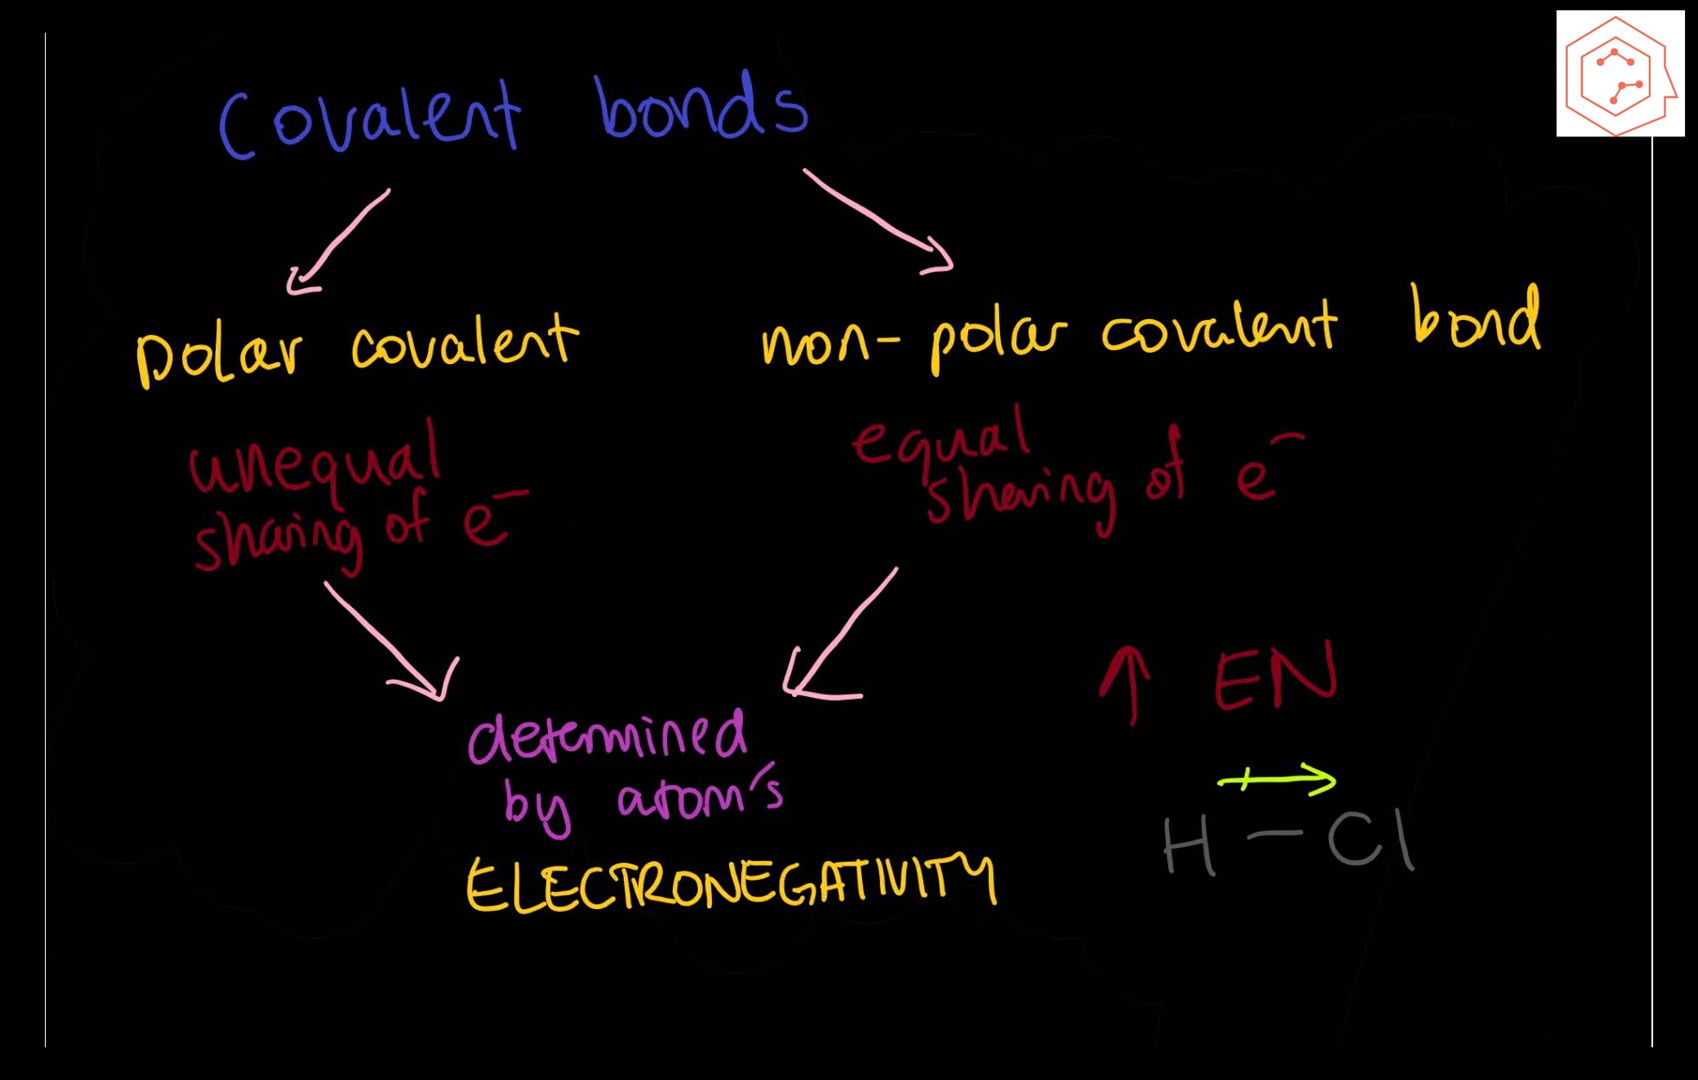 Covalent bonds
polar covalent
non-polar covalent bond
unequal
sharing of e⁻
equal
sharing of e⁻
determined
by atom's
ELECTRONEGATIVITY
↑ EN
H — Cl